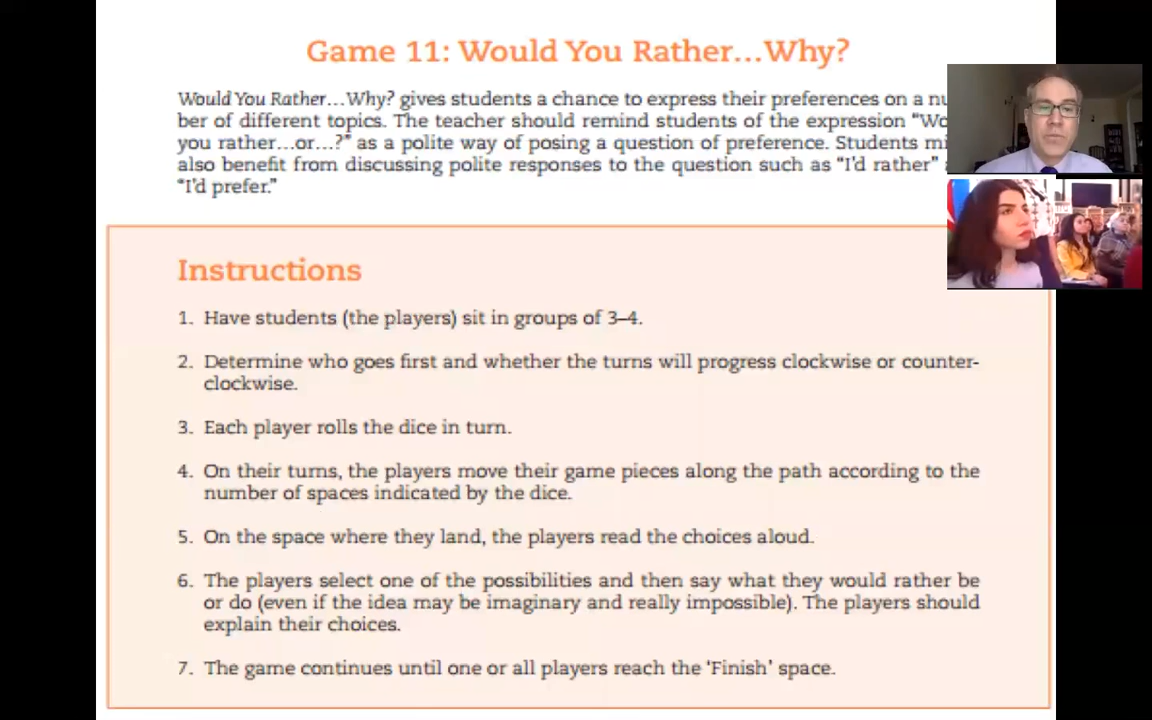 Game 11: Would You Rather...Why?
Would You Rather...Why? gives students a chance to express their preferences on a
ber of different topics. The teacher should remind students of the expression
you rather...or...?” as a polite way of posing a question of preference. Students
also benefit from discussing polite responses to the question such as “I’d rather”
“I’d prefer.”
Instructions
1. Have students (the players) sit in groups of 3–4.
2. Determine who goes first and whether the turns will progress clockwise or counter-
clockwise.
3. Each player rolls the dice in turn.
4. On their turns, the players move their game pieces along the path according to the
number of spaces indicated by the dice.
5. On the space where they land, the players read the choices aloud.
6. The players select one of the possibilities and then say what they would rather be
or do (even if the idea may be imaginary and really impossible). The players should
explain their choices.
7. The game continues until one or all players reach the ‘Finish’ space.